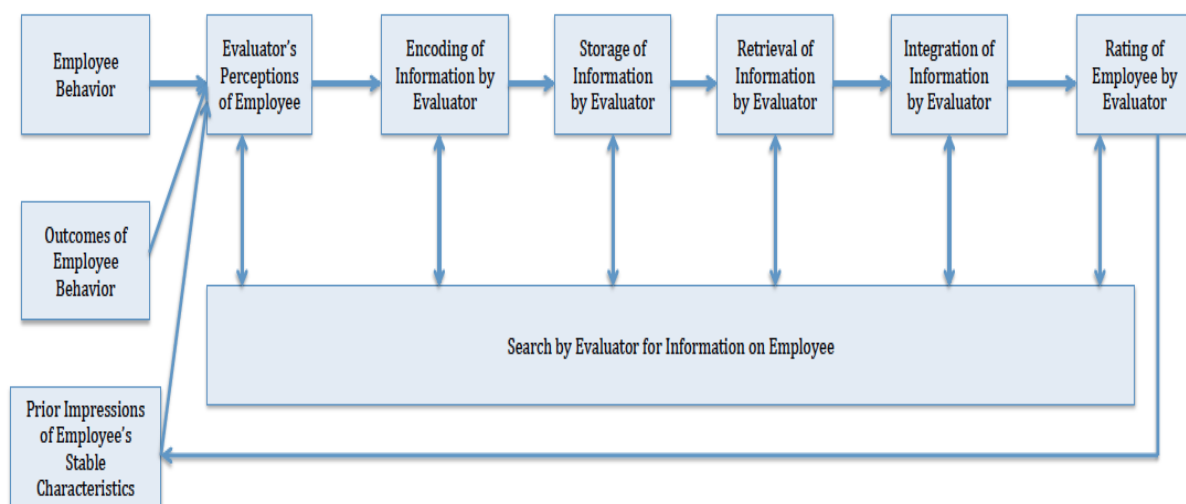 Employee
Behavior
Evaluator's
Perceptions
of Employee
Encoding of
Information by
Evaluator
Storage of
Information
by Evaluator
Retrieval of
Information
by Evaluator
Integration of
Information
by Evaluator
Rating of
Employee by
Evaluator
Outcomes of
Employee
Behavior
Search by Evaluator for Information on Employee
Prior Impressions
of Employee's
Stable
Characteristics